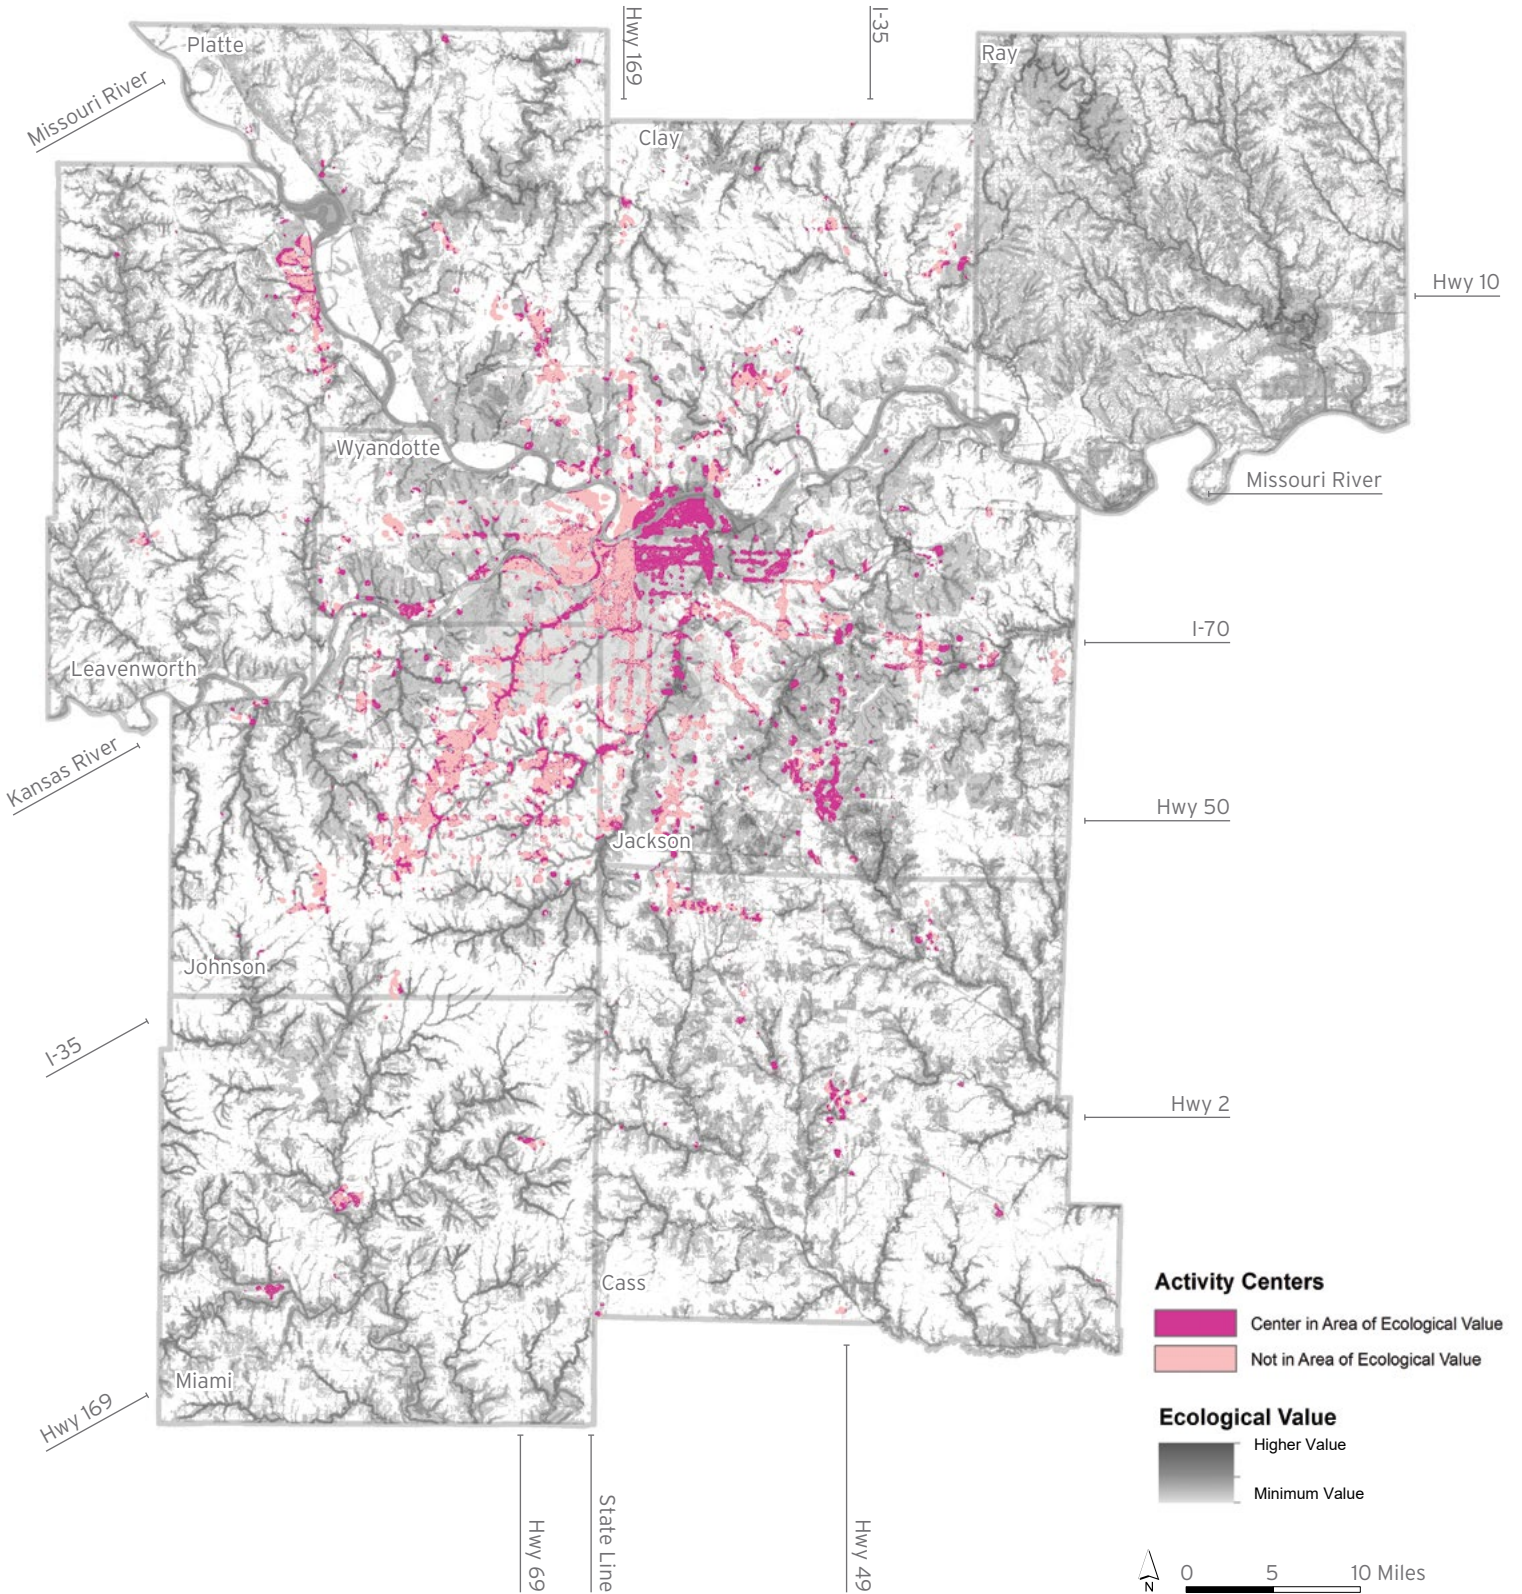 Hwy 169
I-35
Platte
Ray
Missouri River
Clay
Hwy 10
Wyandotte
Missouri River
I-70
Leavenworth
Kansas River
Hwy 50
Jackson
Johnson
I-35
Hwy 2
Cass
Activity Centers
Center in Area of Ecological Value
Not in Area of Ecological Value
Miami
Hwy 169
Ecological Value
Higher Value
Minimum Value
Hwy 69
State Line
Hwy 49
N
0 5 10 Miles